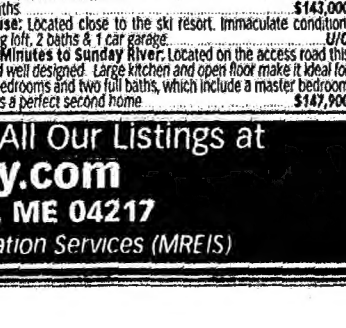 ths $143,000
use: Located close to the ski resort. Immaculate condition
g loft, 2 baths & 1 car garage. U/C
Minutes to Sunday River: Located on the access road this
d well designed. Large kitchen and open floor make it ideal fo
edrooms and two full baths, which include a master bedroom
s a perfect second home $147,900
All Our Listings at
y.com
, ME 04217
ation Services (MREIS)